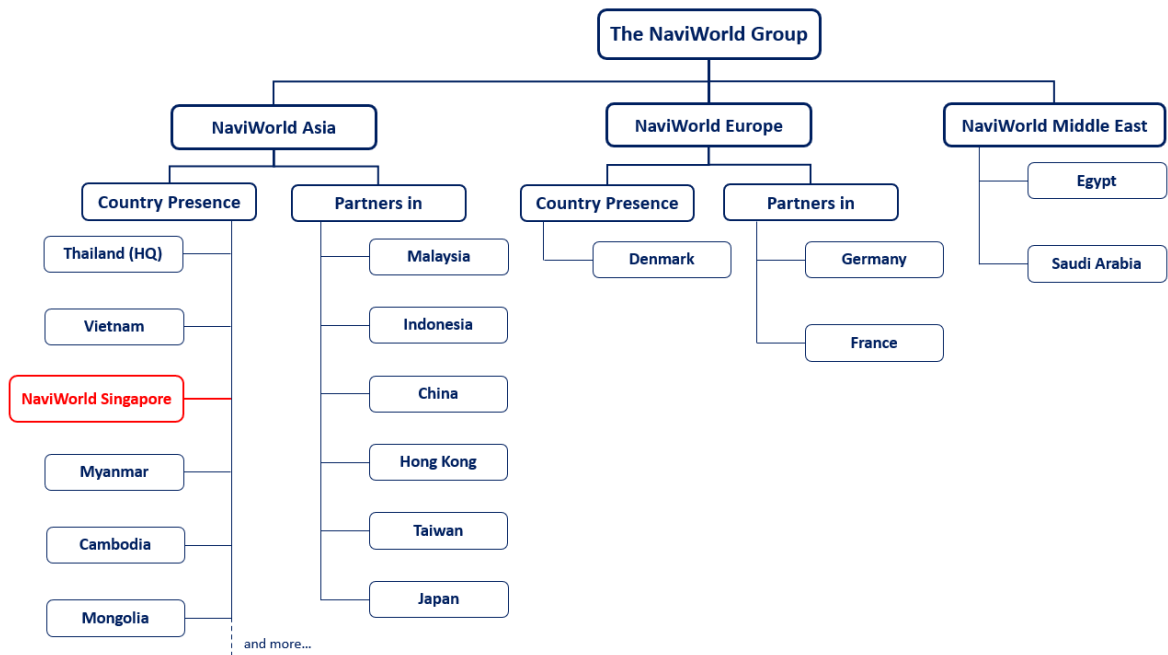 The NaviWorld Group
NaviWorld Asia
NaviWorld Europe
NaviWorld Middle East
Country Presence
Partners in
Country Presence
Partners in
Egypt
Saudi Arabia
Thailand (HQ)
Vietnam
NaviWorld Singapore
Myanmar
Cambodia
Mongolia
and more...
Malaysia
Indonesia
China
Hong Kong
Taiwan
Japan
Denmark
Germany
France